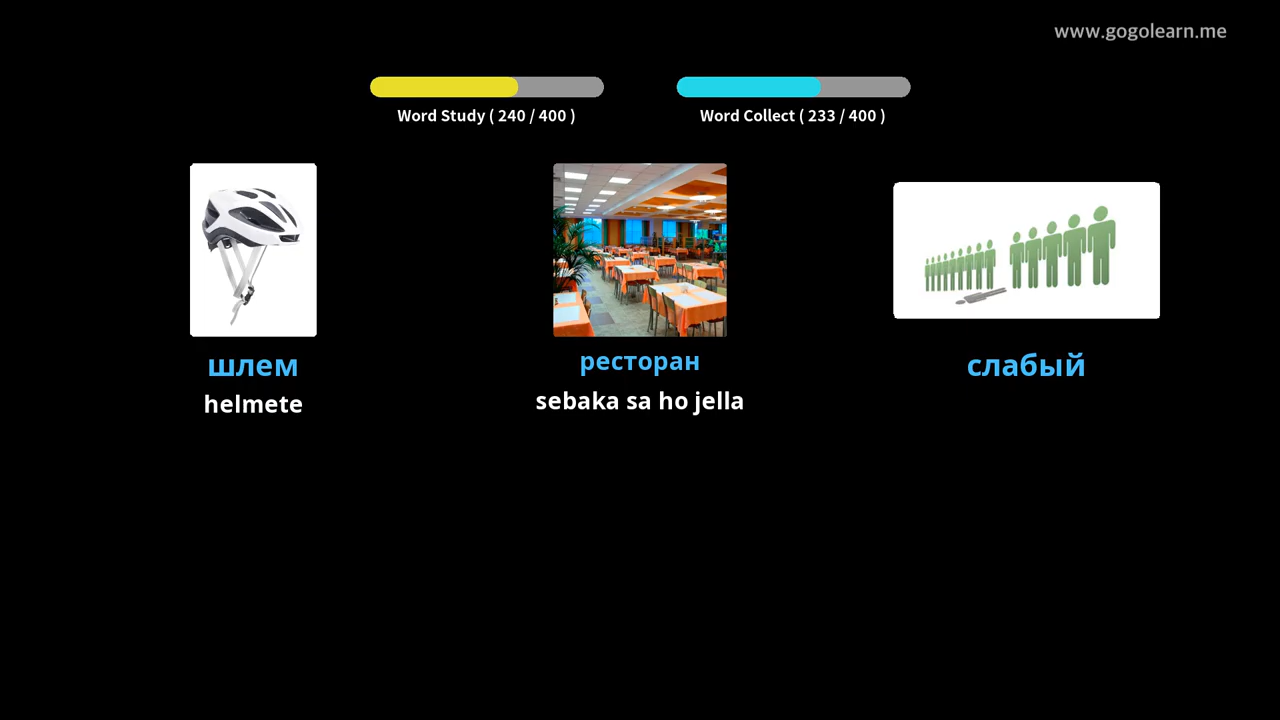 www.gogolearn.me
Word Study ( 240 / 400 )
Word Collect ( 233 / 400 )
шлем
ресторан
слабый
helmete
sebaka sa ho jella